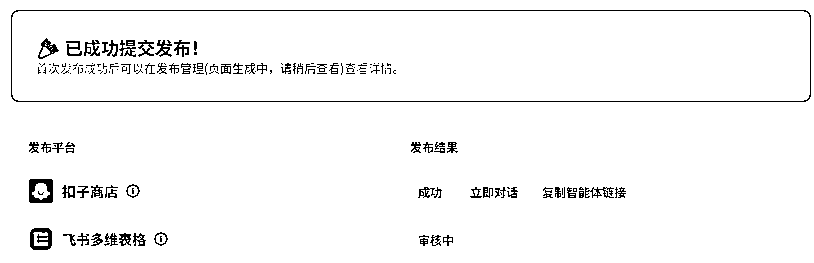 已成功提交发布!
首次发布成功后可以在发布管理(页面生成中，请稍后查看)查看详情。
发布平台 发布结果
扣子商店 成功 立即对话 复制智能体链接
飞书多维表格 审核中